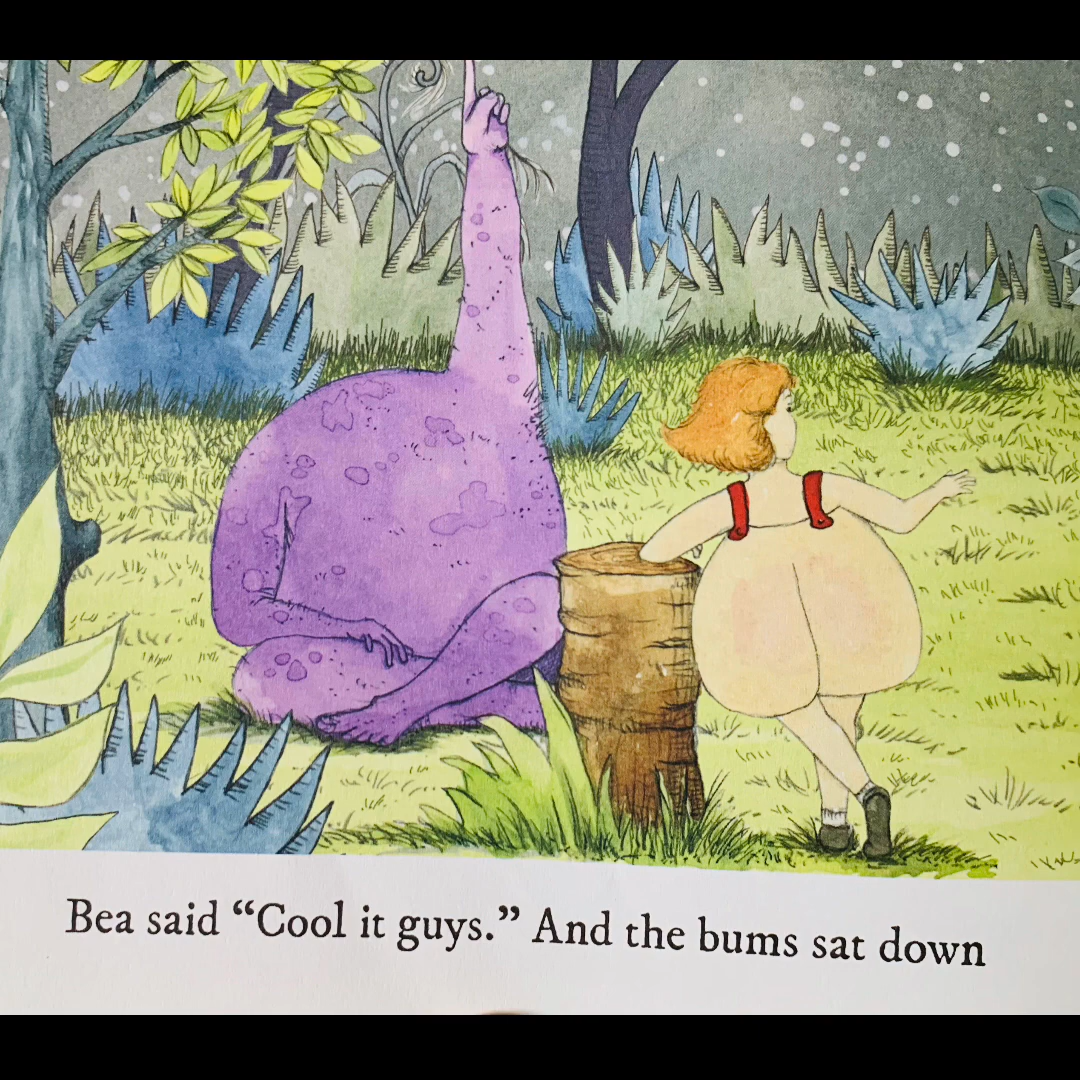 Bea said “Cool it guys.” And the bums sat down